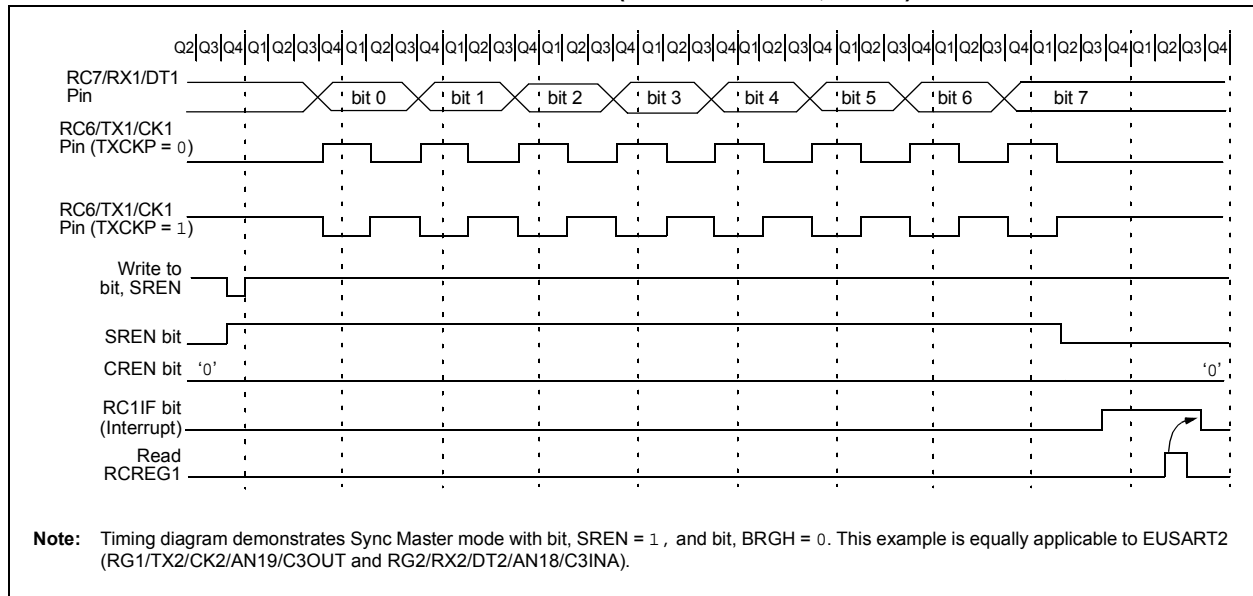 Q2 Q3 Q4 Q1 Q2 Q3 Q4 Q1 Q2 Q3 Q4 Q1 Q2 Q3 Q4 Q1 Q2 Q3 Q4 Q1 Q2 Q3 Q4 Q1 Q2 Q3 Q4 Q1 Q2 Q3 Q4 Q1 Q2 Q3 Q4 Q1 Q2 Q3 Q4 Q1 Q2 Q3 Q4
RC7/RX1/DT1
Pin
bit 0 bit 1 bit 2 bit 3 bit 4 bit 5 bit 6 bit 7
RC6/TX1/CK1
Pin (TXCKP = 0)
RC6/TX1/CK1
Pin (TXCKP = 1)
Write to
bit, SREN
SREN bit
CREN bit ‘0’ ‘0’
RC1IF bit
(Interrupt)
Read
RCREG1
Note: Timing diagram demonstrates Sync Master mode with bit, SREN = 1, and bit, BRGH = 0. This example is equally applicable to EUSART2
(RG1/TX2/CK2/AN19/C3OUT and RG2/RX2/DT2/AN18/C3INA).